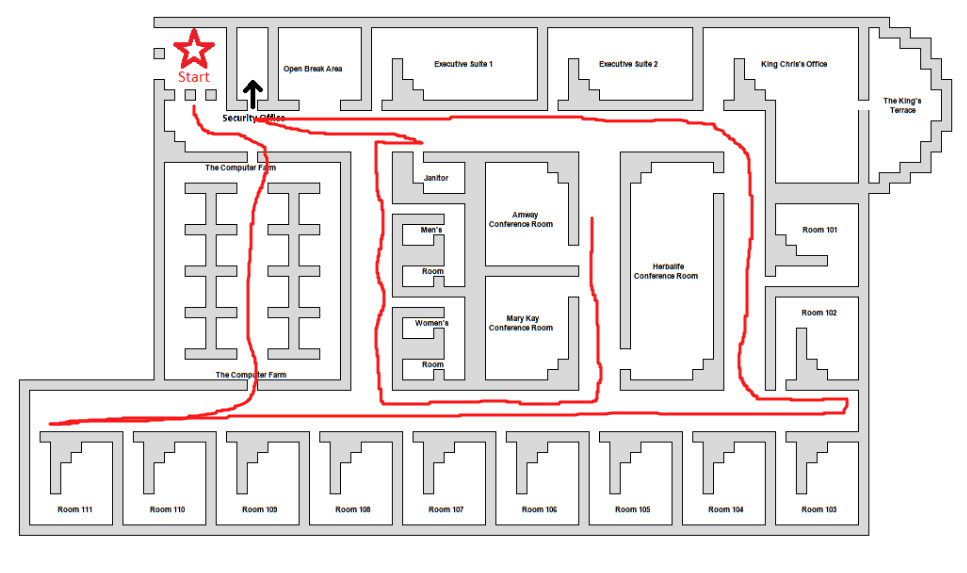 Start
Open Break Area
Executive Suite 1
Executive Suite 2
King Chris's Office
The King's
Terrace
Security Office
The Computer Farm
Janitor
Men's
Room
Women's
Room
Amway
Conference Room
Mary Kay
Conference Room
Herbalife
Conference Room
Room 101
Room 102
The Computer Farm
Room 111
Room 110
Room 109
Room 108
Room 107
Room 106
Room 105
Room 104
Room 103